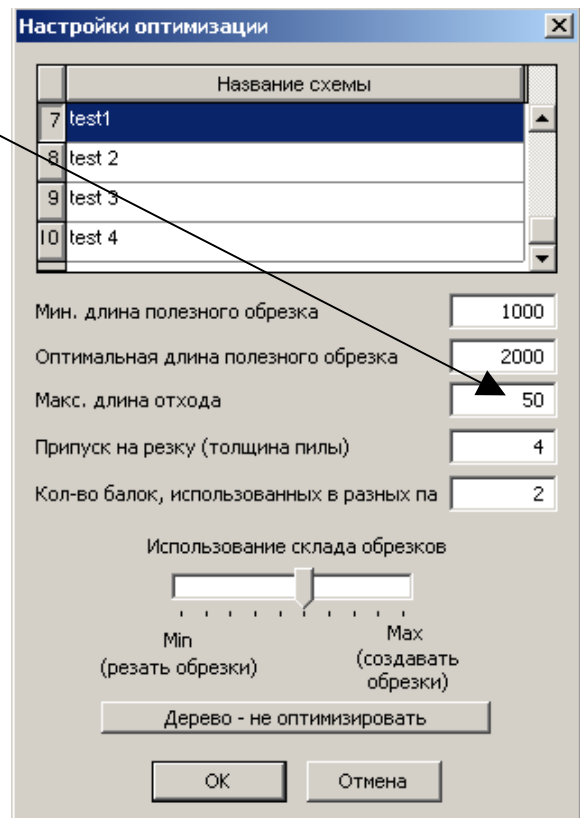 Настройки оптимизации
Название схемы
7 test1
8 test 2
9 test 3
10 test 4
Мин. длина полезного обрезка 1000
Оптимальная длина полезного обрезка 2000
Макс. длина отхода 50
Припуск на резку (толщина пилы) 4
Кол-во балок, использованных в разных па 2
Использование склада обрезков
Min Max
(резать обрезки) (создавать
обрезки)
Дерево - не оптимизировать
OK Отмена